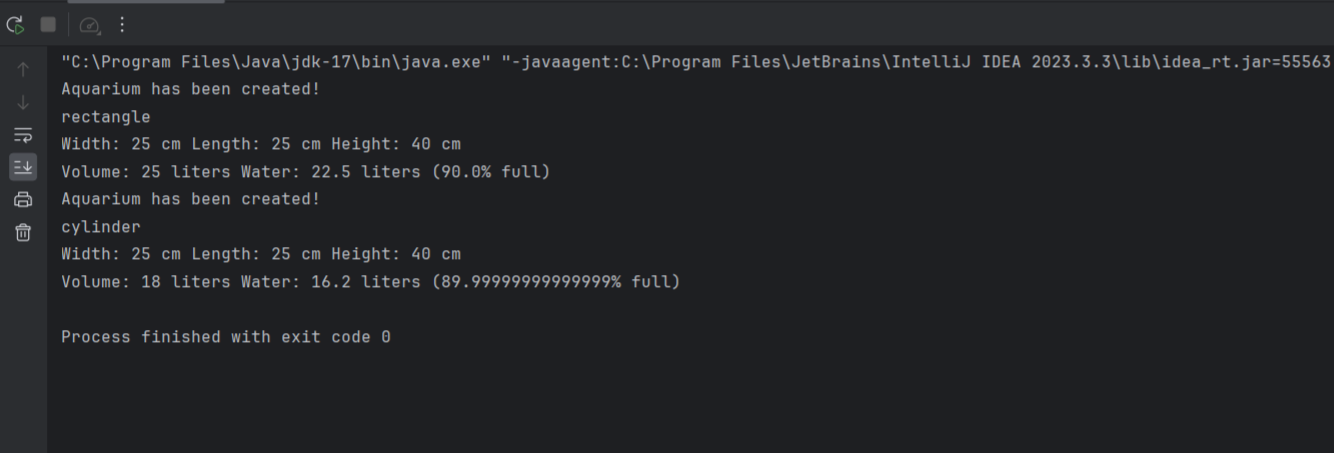 "C:\Program Files\Java\jdk-17\bin\java.exe" "-javaagent:C:\Program Files\JetBrains\IntelliJ IDEA 2023.3.3\lib\idea_rt.jar=55563
Aquarium has been created!
rectangle
Width: 25 cm Length: 25 cm Height: 40 cm
Volume: 25 liters Water: 22.5 liters (90.0% full)
Aquarium has been created!
cylinder
Width: 25 cm Length: 25 cm Height: 40 cm
Volume: 18 liters Water: 16.2 liters (89.99999999999999% full)
Process finished with exit code 0